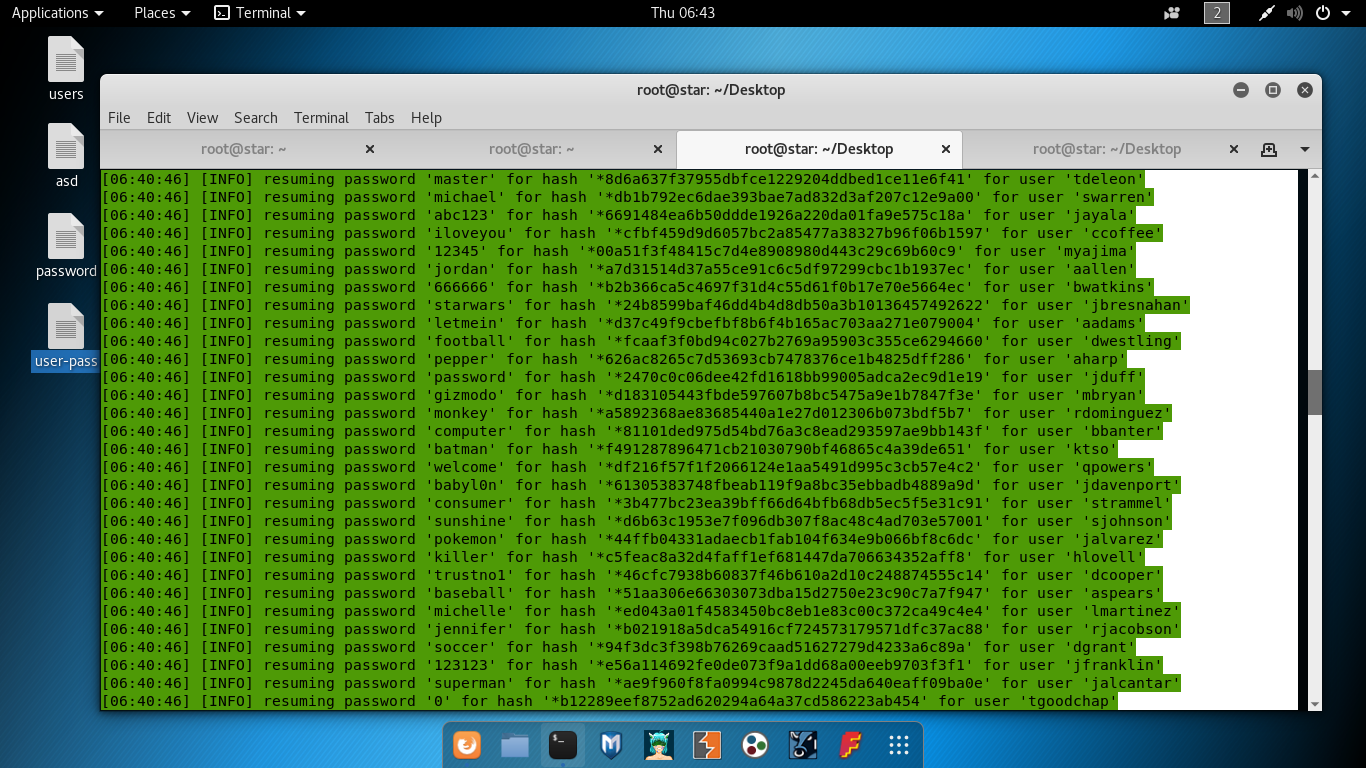 Applications Places Terminal Thu 06:43 2
users
asd
password
user-pass
root@star: ~/Desktop
File Edit View Search Terminal Tabs Help
root@star: ~ root@star: ~ root@star: ~/Desktop root@star: ~/Desktop
[06:40:46] [INFO] resuming password 'master' for hash '*8d6a637f37955dbfce1229204ddbed1ce11e6f41' for user 'tdeleon'
[06:40:46] [INFO] resuming password 'michael' for hash '*db1b792ec6dae393bae7ad832d3af207c12e9a00' for user 'swarren'
[06:40:46] [INFO] resuming password 'abc123' for hash '*6691484ea6b50ddde1926a220da01fa9e575c18a' for user 'jayala'
[06:40:46] [INFO] resuming password 'iloveyou' for hash '*cfbf459d9d6057bc2a85477a38327b96f06b1597' for user 'ccoffee'
[06:40:46] [INFO] resuming password '12345' for hash '*00a51f3f48415c7d4e8908980d443c29c69b60c9' for user 'myajima'
[06:40:46] [INFO] resuming password 'jordan' for hash '*a7d31514d37a55ce91c6c5df97299cbc1b1937ec' for user 'aallen'
[06:40:46] [INFO] resuming password '666666' for hash '*b2b366ca5c4697f31d4c55d61f0b17e70e5664ec' for user 'bwatkins'
[06:40:46] [INFO] resuming password 'starwars' for hash '*24b8599baf46dd4b4d8db50a3b10136457492622' for user 'jbresnahan'
[06:40:46] [INFO] resuming password 'letmein' for hash '*d37c49f9cbefbf8b6f4b165ac703aa271e079004' for user 'aadams'
[06:40:46] [INFO] resuming password 'football' for hash '*fcaaf3f0bd94c027b2769a95903c355ce6294660' for user 'dwestling'
[06:40:46] [INFO] resuming password 'pepper' for hash '*626ac8265c7d53693cb7478376ce1b4825dff286' for user 'aharp'
[06:40:46] [INFO] resuming password 'password' for hash '*2470c0c06dee42fd1618bb99005adca2ec9d1e19' for user 'jduff'
[06:40:46] [INFO] resuming password 'gizmodo' for hash '*d183105443fbde597607b8bc5475a9e1b7847f3e' for user 'mbryan'
[06:40:46] [INFO] resuming password 'monkey' for hash '*a5892368ae83685440a1e27d012306b073bdf5b7' for user 'rdominguez'
[06:40:46] [INFO] resuming password 'computer' for hash '*81101ded975d54bd76a3c8ead293597ae9bb143f' for user 'bbanter'
[06:40:46] [INFO] resuming password 'batman' for hash '*f491287896471cb21030790bf46865c4a39de651' for user 'ktso'
[06:40:46] [INFO] resuming password 'welcome' for hash '*df216f57f1f2066124e1aa5491d995c3cb57e4c2' for user 'qpowers'
[06:40:46] [INFO] resuming password 'babyl0n' for hash '*61305383748fbeab119f9a8bc35ebbadb4889a9d' for user 'jdavenport'
[06:40:46] [INFO] resuming password 'consumer' for hash '*3b477bc23ea39bff66d64bfb68db5ec5f5e31c91' for user 'strammel'
[06:40:46] [INFO] resuming password 'sunshine' for hash '*d6b63c1953e7f096db307f8ac48c4ad703e57001' for user 'sjohnson'
[06:40:46] [INFO] resuming password 'pokemon' for hash '*44ffb04331adaecb1fab104f634e9b066bf8c6dc' for user 'jalvarez'
[06:40:46] [INFO] resuming password 'killer' for hash '*c5feac8a32d4faff1ef681447da706634352aff8' for user 'hlovell'
[06:40:46] [INFO] resuming password 'trustno1' for hash '*46cfc7938b60837f46b610a2d10c248874555c14' for user 'dcooper'
[06:40:46] [INFO] resuming password 'baseball' for hash '*51aa306e66303073dba15d2750e23c90c7a7f947' for user 'aspears'
[06:40:46] [INFO] resuming password 'michelle' for hash '*ed043a01f4583450bc8eb1e83c00c372ca49c4e4' for user 'lmartinez'
[06:40:46] [INFO] resuming password 'jennifer' for hash '*b021918a5dca54916cf724573179571dfc37ac88' for user 'rjacobson'
[06:40:46] [INFO] resuming password 'soccer' for hash '*94f3dc3f398b76269caad51627279d4233a6c89a' for user 'dgrant'
[06:40:46] [INFO] resuming password '123123' for hash '*e56a114692fe0de073f9a1dd68a00eeb9703f3f1' for user 'jfranklin'
[06:40:46] [INFO] resuming password 'superman' for hash '*ae9f960f8fa0994c9878d2245da640eaff09ba0e' for user 'jalcantar'
[06:40:46] [INFO] resuming password '0' for hash '*b12289eef8752ad620294a64a37cd586223ab454' for user 'tgoodchap'